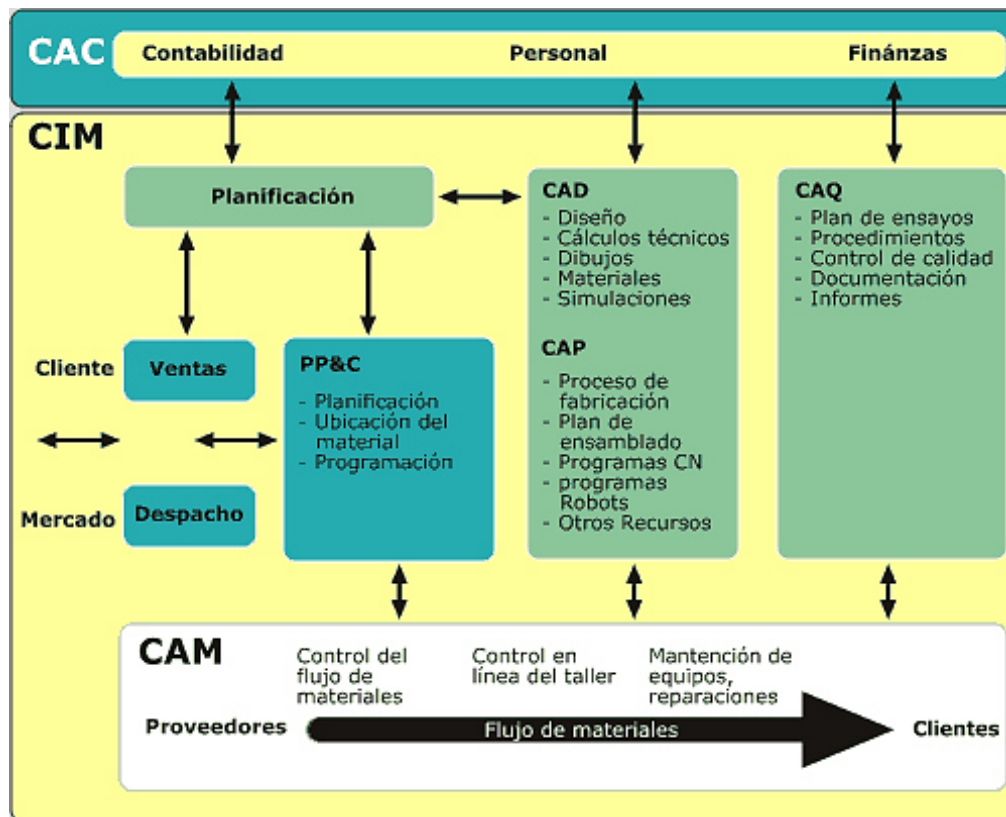 CAC
Contabilidad
Personal
Finánzas
CIM
Planificación
CAD
- Diseño
- Cálculos técnicos
- Dibujos
- Materiales
- Simulaciones
CAP
- Proceso de
fabricación
- Plan de
ensamblado
- Programas CN
- programas
Robots
- Otros Recursos
CAQ
- Plan de ensayos
- Procedimientos
- Control de calidad
- Documentación
- Informes
Cliente
Ventas
PP&C
- Planificación
- Ubicación del
material
- Programación
Mercado
Despacho
CAM
Control del
flujo de
materiales
Control en
línea del taller
Mantención de
equipos,
reparaciones
Proveedores
Flujo de materiales
Clientes